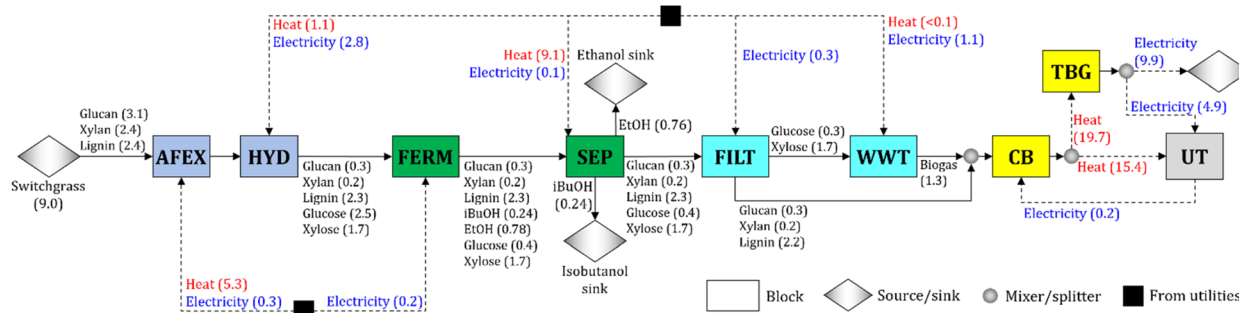 Heat (1.1)
Electricity (2.8)
Heat (9.1)
Electricity (0.1)
Ethanol sink
Electricity (0.3)
Heat (<0.1)
Electricity (1.1)
Electricity
(9.9)
TBG
Glucan (3.1)
Xylan (2.4)
Lignin (2.4)
EtOH (0.76)
Glucose (0.3)
Xylose (1.7)
Heat
(19.7)
Electricity (4.9)
AFEX
HYD
FERM
SEP
FILT
WWT
CB
UT
Switchgrass
(9.0)
Glucan (0.3)
Xylan (0.2)
Lignin (2.3)
Glucose (2.5)
Xylose (1.7)
Glucan (0.3)
Xylan (0.2)
Lignin (2.3)
iBuOH (0.24)
EtOH (0.78)
Glucose (0.4)
Xylose (1.7)
iBuOH
(0.24)
Glucan (0.3)
Xylan (0.2)
Lignin (2.3)
Glucose (0.4)
Xylose (1.7)
Biogas
(1.3)
Heat (15.4)
Electricity (0.2)
Glucan (0.3)
Xylan (0.2)
Lignin (2.2)
Isobutanol
sink
Heat (5.3)
Electricity (0.3)
Electricity (0.2)
Block
Source/sink
Mixer/splitter
From utilities